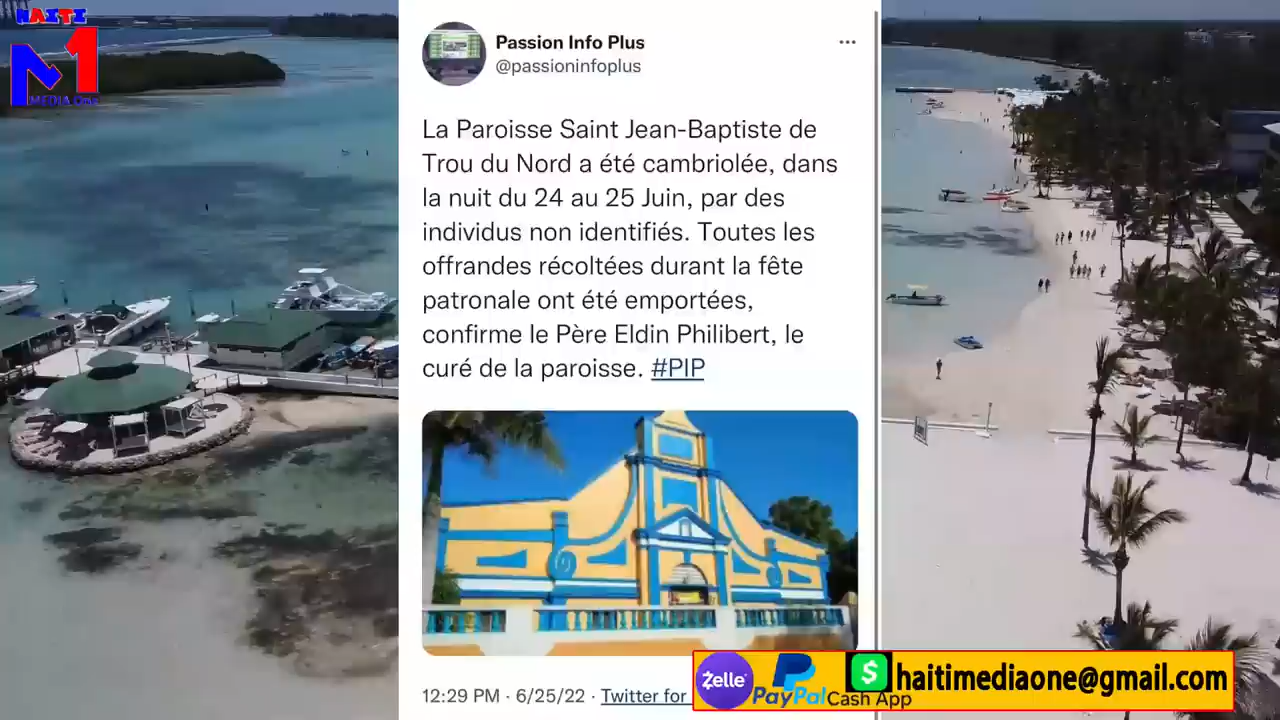 HAITI
M1
MEDIA One
Passion Info Plus
@passioninfoplus
La Paroisse Saint Jean-Baptiste de
Trou du Nord a été cambriolée, dans
la nuit du 24 au 25 Juin, par des
individus non identifiés. Toutes les
offrandes récoltées durant la fête
patronale ont été emportées,
confirme le Père Eldin Philibert, le
curé de la paroisse. #PIP
12:29 PM · 6/25/22 · Twitter for
Zelle
PayPal
$
Cash App
haitimediaone@gmail.com